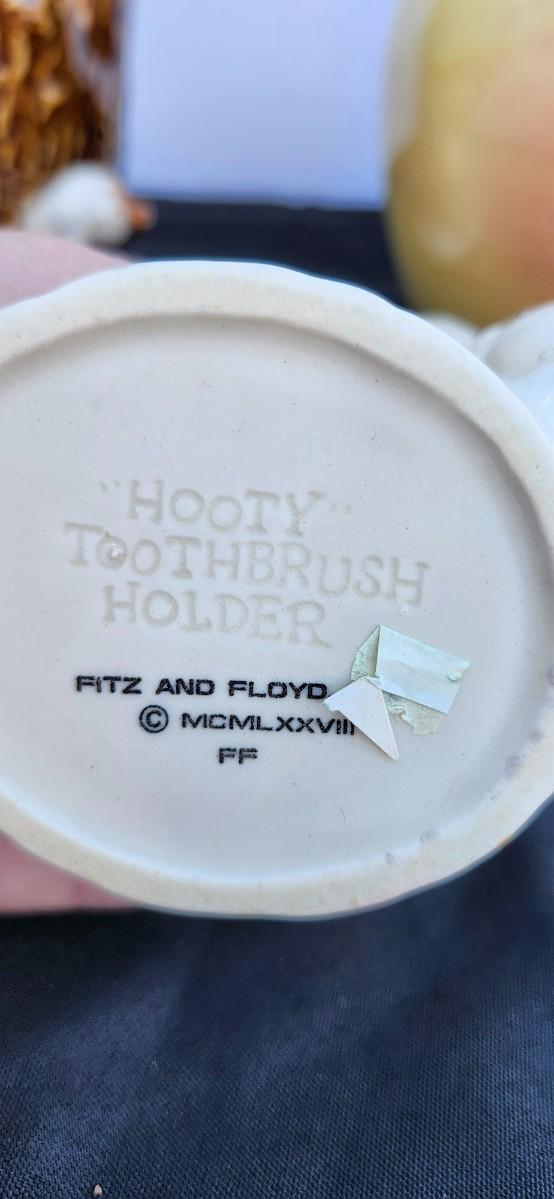 "HOOTY"
TOOTHBRUSH
HOLDER
FITZ AND FLOYD
© MCMLXXVIII
FF